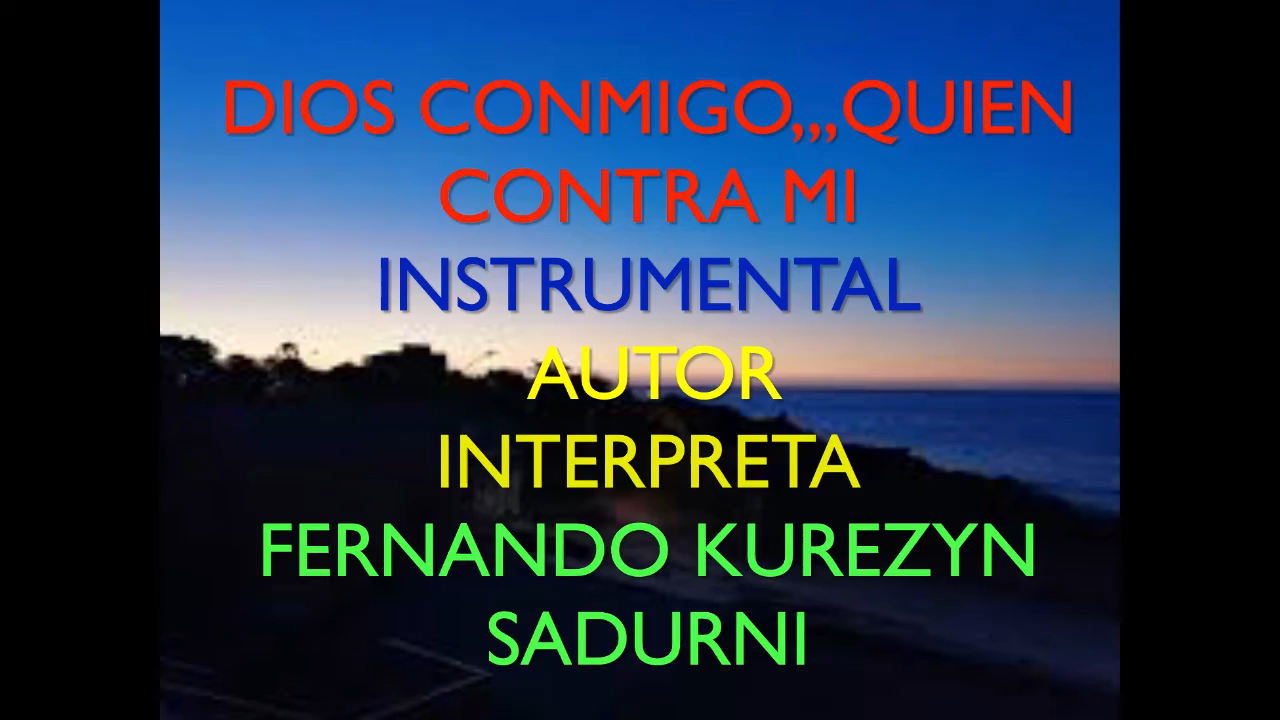 DIOS CONMIGO,,,QUIEN
CONTRA MI
INSTRUMENTAL
AUTOR
INTERPRETA
FERNANDO KUREZYN
SADURNI